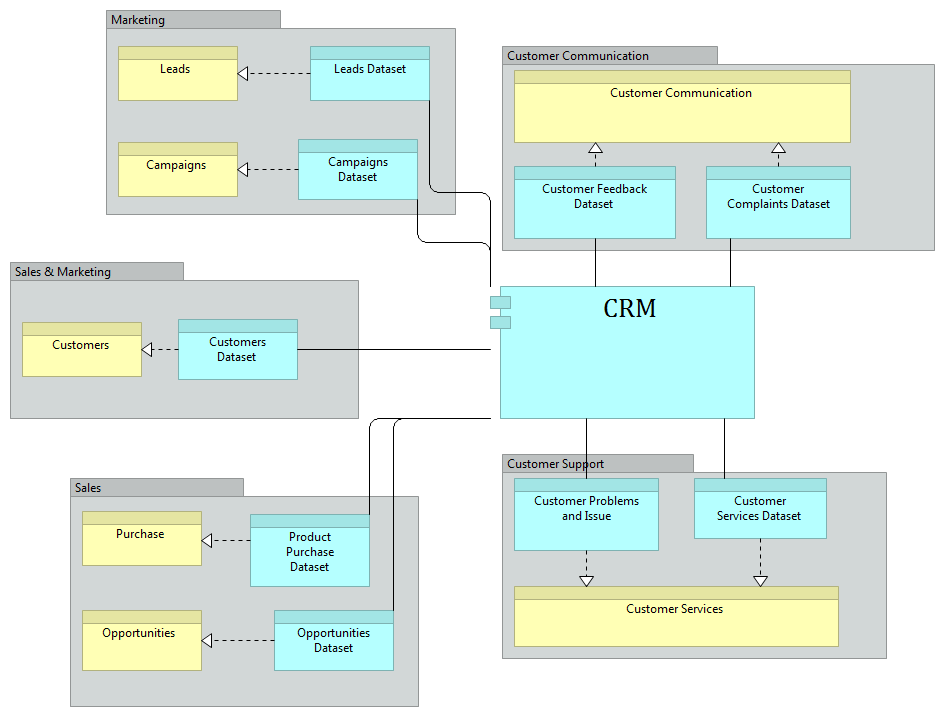 Marketing
Leads
Leads Dataset
Campaigns
Campaigns
Dataset
Customer Communication
Customer Communication
Customer Feedback
Dataset
Customer
Complaints Dataset
Sales & Marketing
Customers
Customers
Dataset
CRM
Sales
Purchase
Product
Purchase
Dataset
Opportunities
Opportunities
Dataset
Customer Support
Customer Problems
and Issue
Customer
Services Dataset
Customer Services